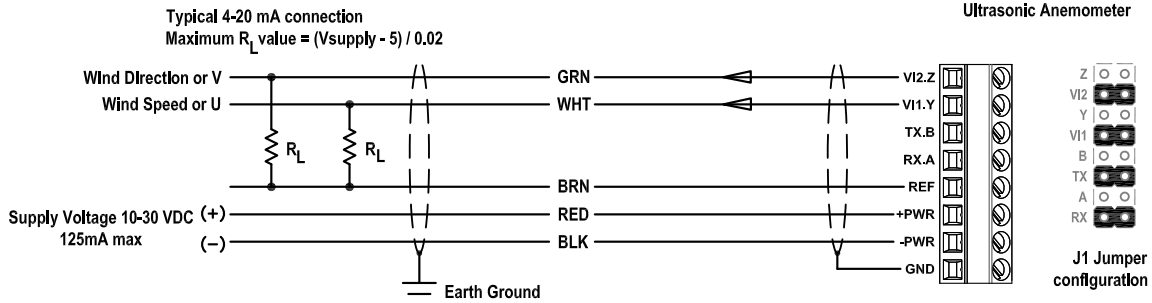 Typical 4-20 mA connection
Maximum RL value = (Vsupply - 5) / 0.02
Ultrasonic Anemometer
Wind Direction or V
GRN
VI2.Z
Wind Speed or U
WHT
VI1.Y
TX.B
RX.A
RL
RL
BRN
REF
Supply Voltage 10-30 VDC (+)
125mA max
(–)
RED
+PWR
BLK
-PWR
GND
Earth Ground
Z
VI2
Y
VI1
B
TX
A
RX
J1 Jumper
configuration